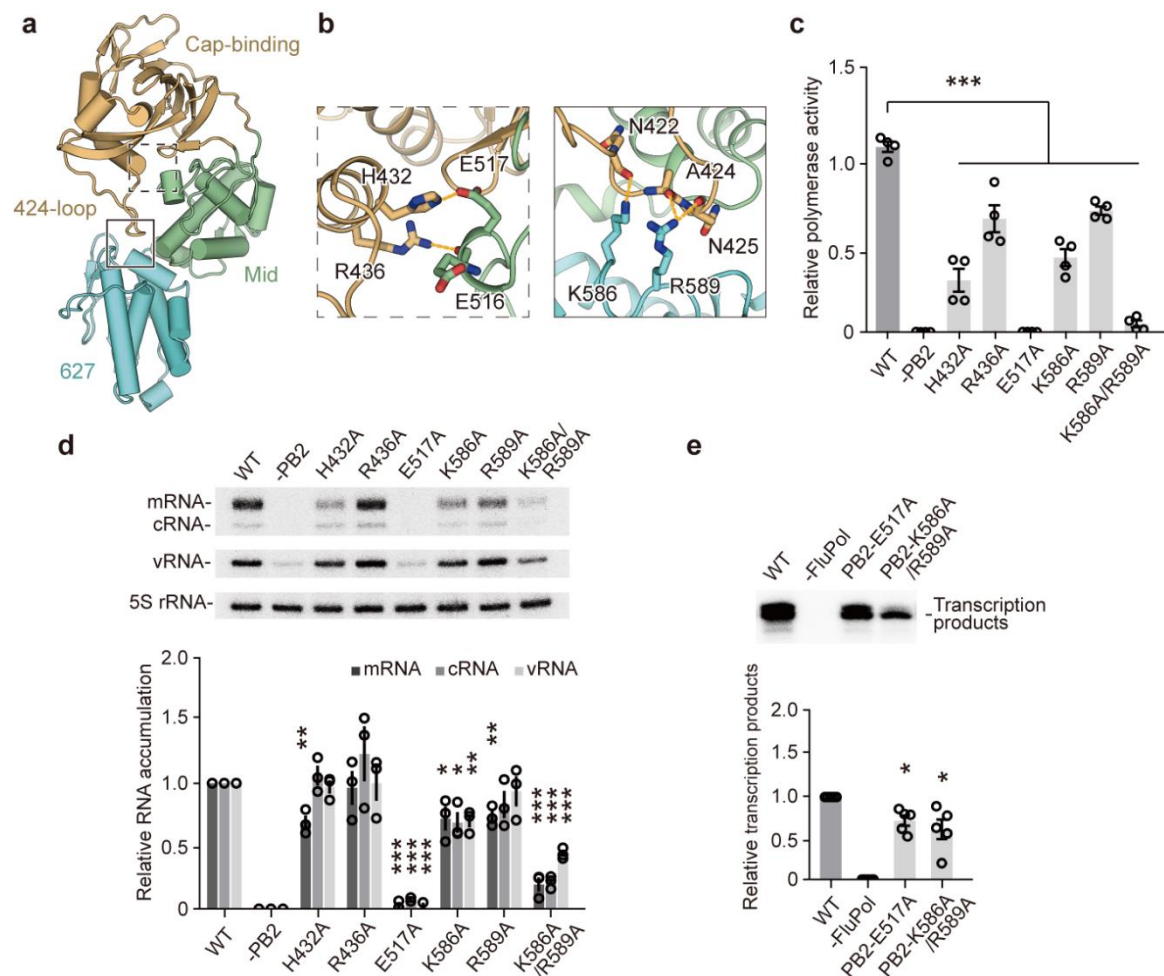 a
Cap-binding
424-loop
Mid
627
b
H432
E517
R436
E516
N422
A424
N425
K586
R589
c
Relative polymerase activity
1.5
1.0
0.5
0
***
WT
-PB2
H432A
R436A
E517A
K586A
R589A
K586A/R589A
d
WT
-PB2
H432A
R436A
E517A
K586A
R589A
K586A/
R589A
mRNA-
cRNA-
vRNA-
5S rRNA-
Relative RNA accumulation
2.0
1.5
1.0
0.5
0
mRNA cRNA vRNA
**
*
*
**
**
***
***
***
***
***
***
WT
-PB2
H432A
R436A
E517A
K586A
R589A
K586A
/R589A
e
WT
-FluPol
PB2-E517A
PB2-K586A
/R589A
-Transcription
products
Relative transcription products
2.0
1.5
1.0
0.5
0
*
*
WT
-FluPol
PB2-E517A
PB2-K586A
/R589A